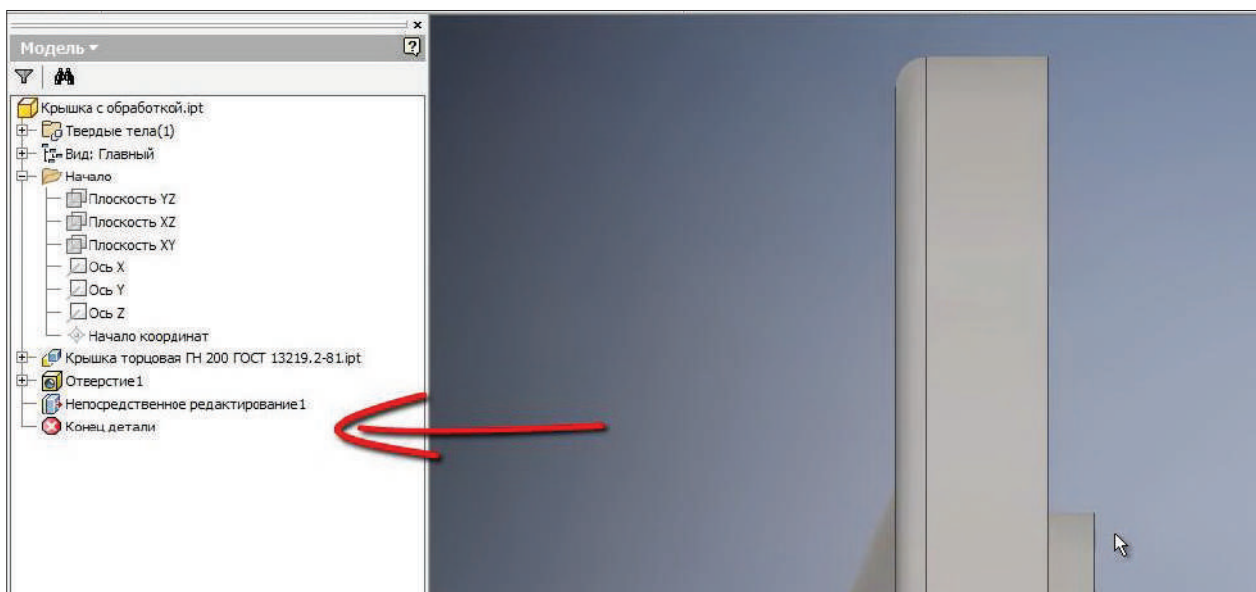 Модель
Крышка с обработкой.ipt
Твердые тела(1)
Вид: Главный
Начало
Плоскость YZ
Плоскость XZ
Плоскость XY
Ось X
Ось Y
Ось Z
Начало координат
Крышка торцовая ГН 200 ГОСТ 13219.2-81.ipt
Отверстие1
Непосредственное редактирование1
Конец детали